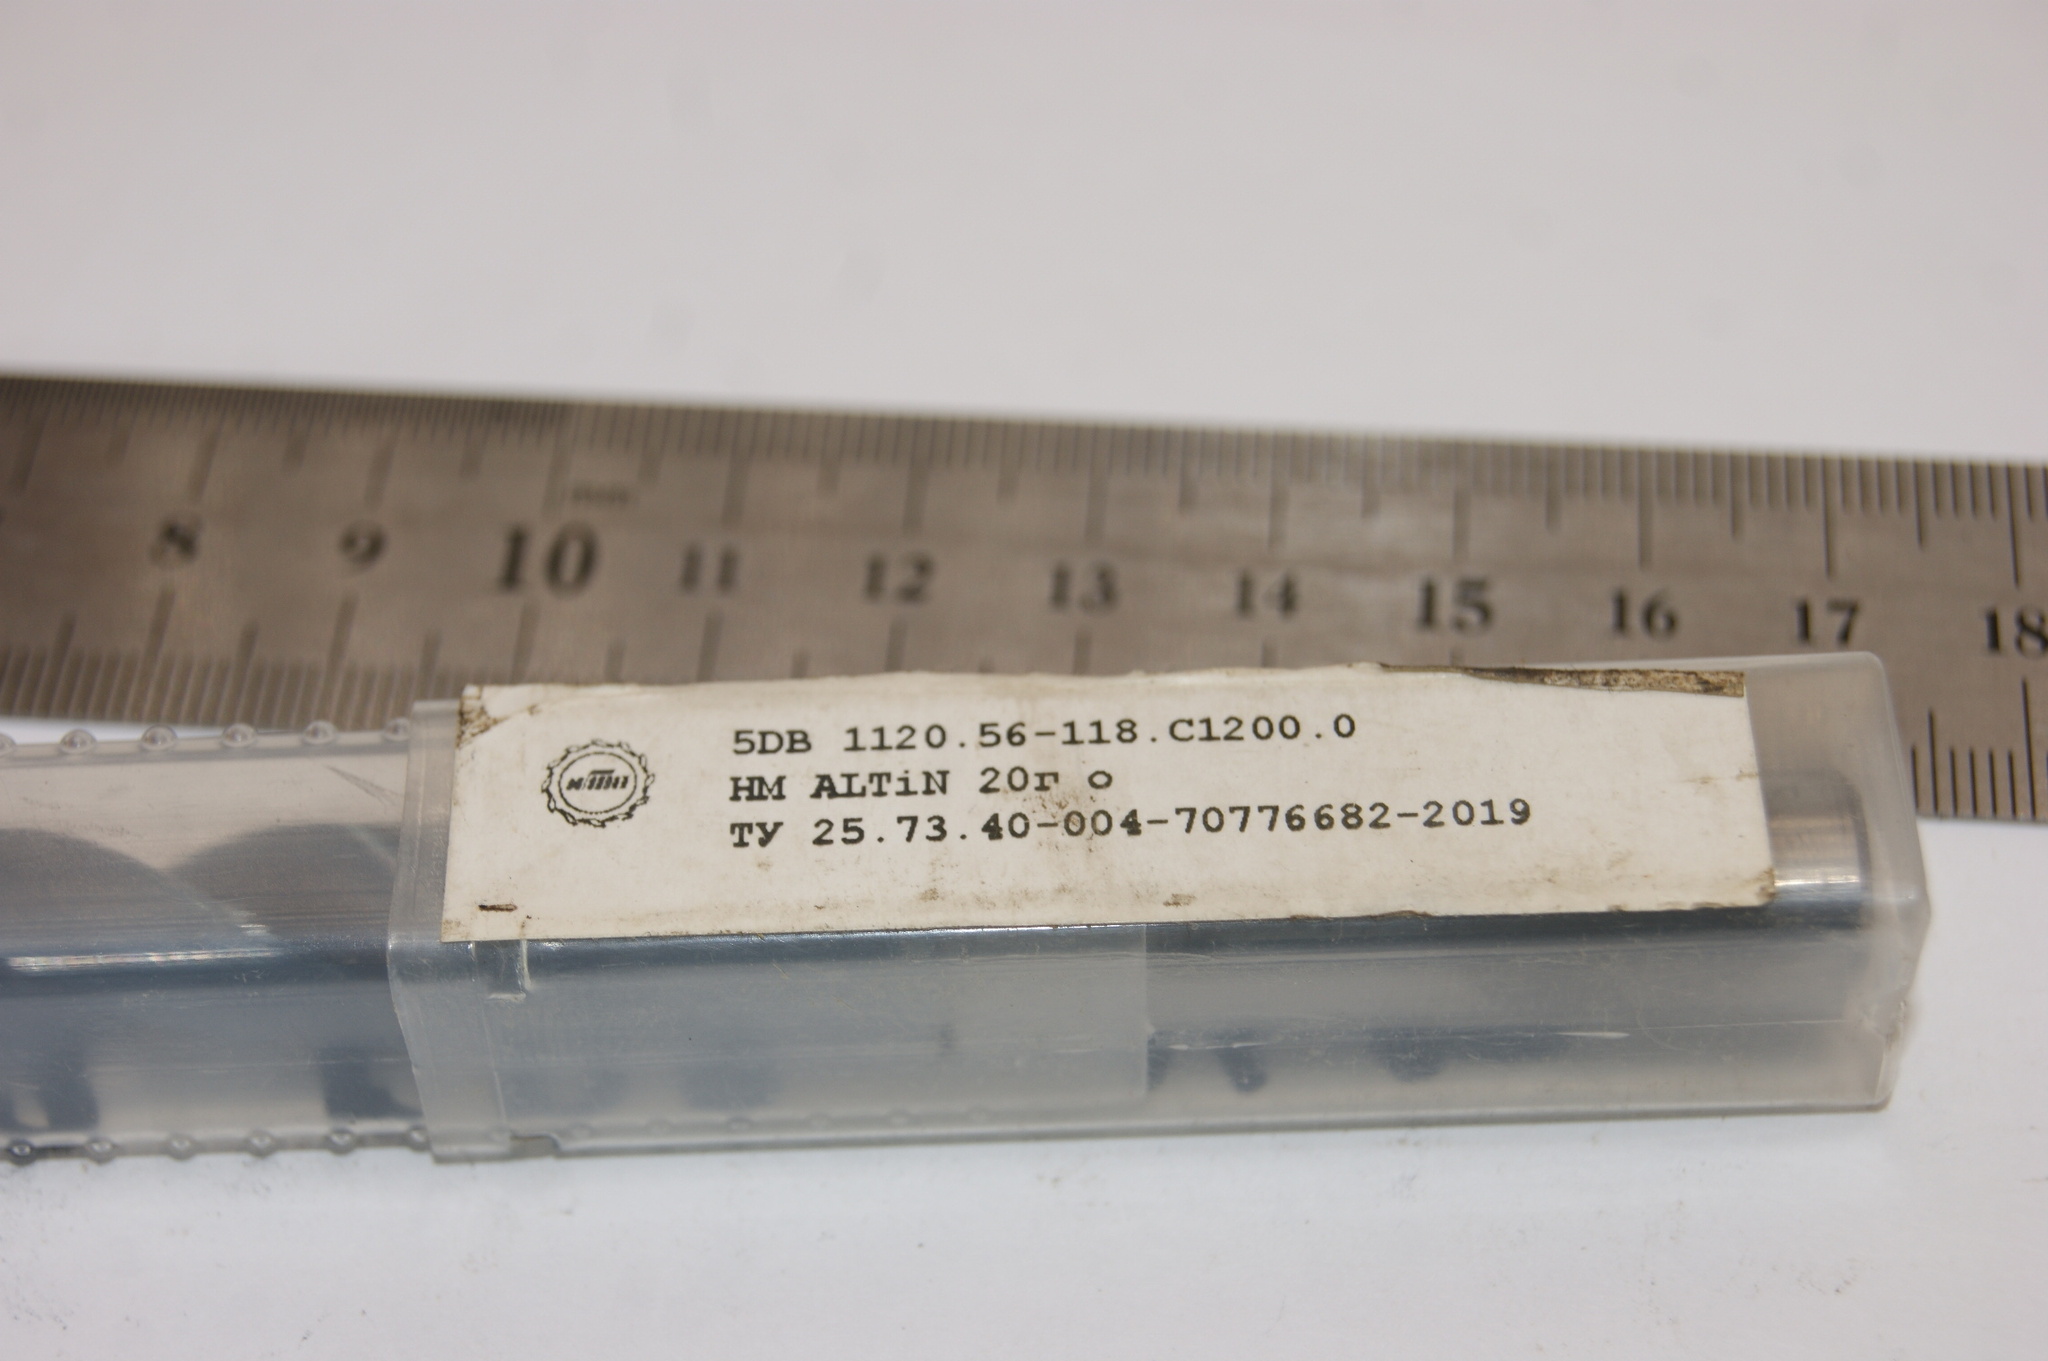 8 9 10 11 12 13 14 15 16 17 18
5DB 1120.56-118.C1200.0
HM ALTiN 20г о
ТУ 25.73.40-004-70776682-2019